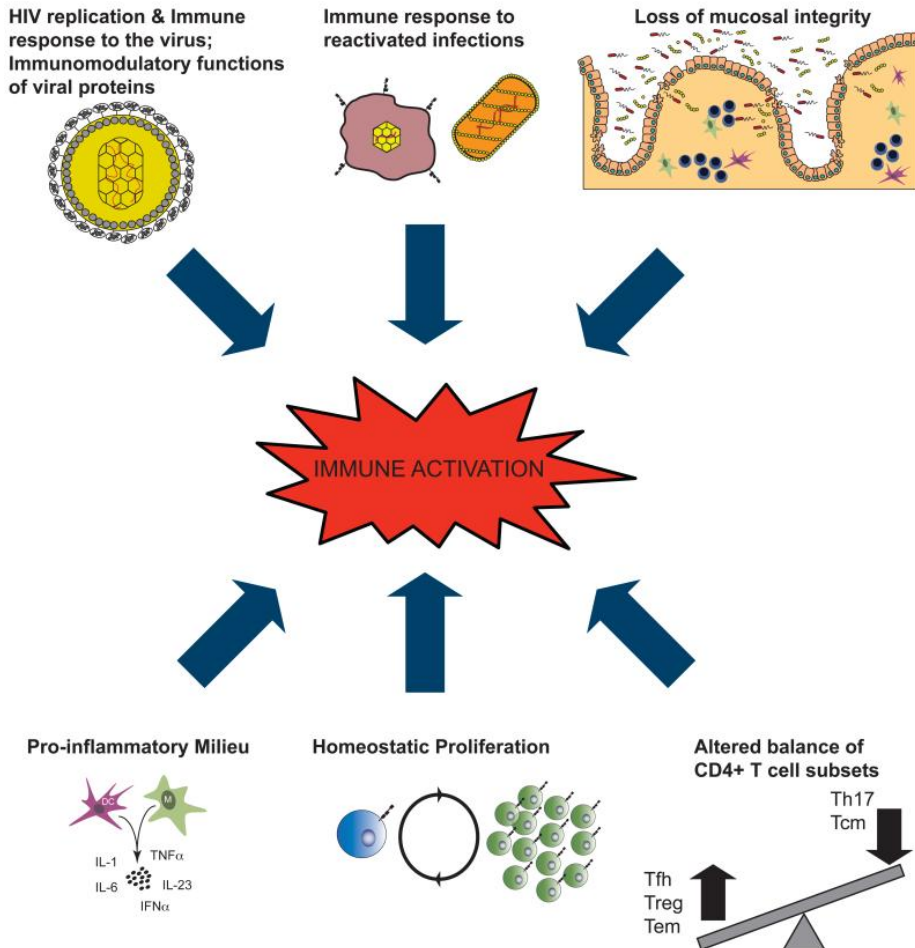 HIV replication & Immune
response to the virus;
Immunomodulatory functions
of viral proteins
Immune response to
reactivated infections
Loss of mucosal integrity
IMMUNE ACTIVATION
Pro-inflammatory Milieu
DC
M
IL-1
TNFα
IL-6
IL-23
IFNα
Homeostatic Proliferation
Altered balance of
CD4+ T cell subsets
Th17
Tcm
Tfh
Treg
Tem